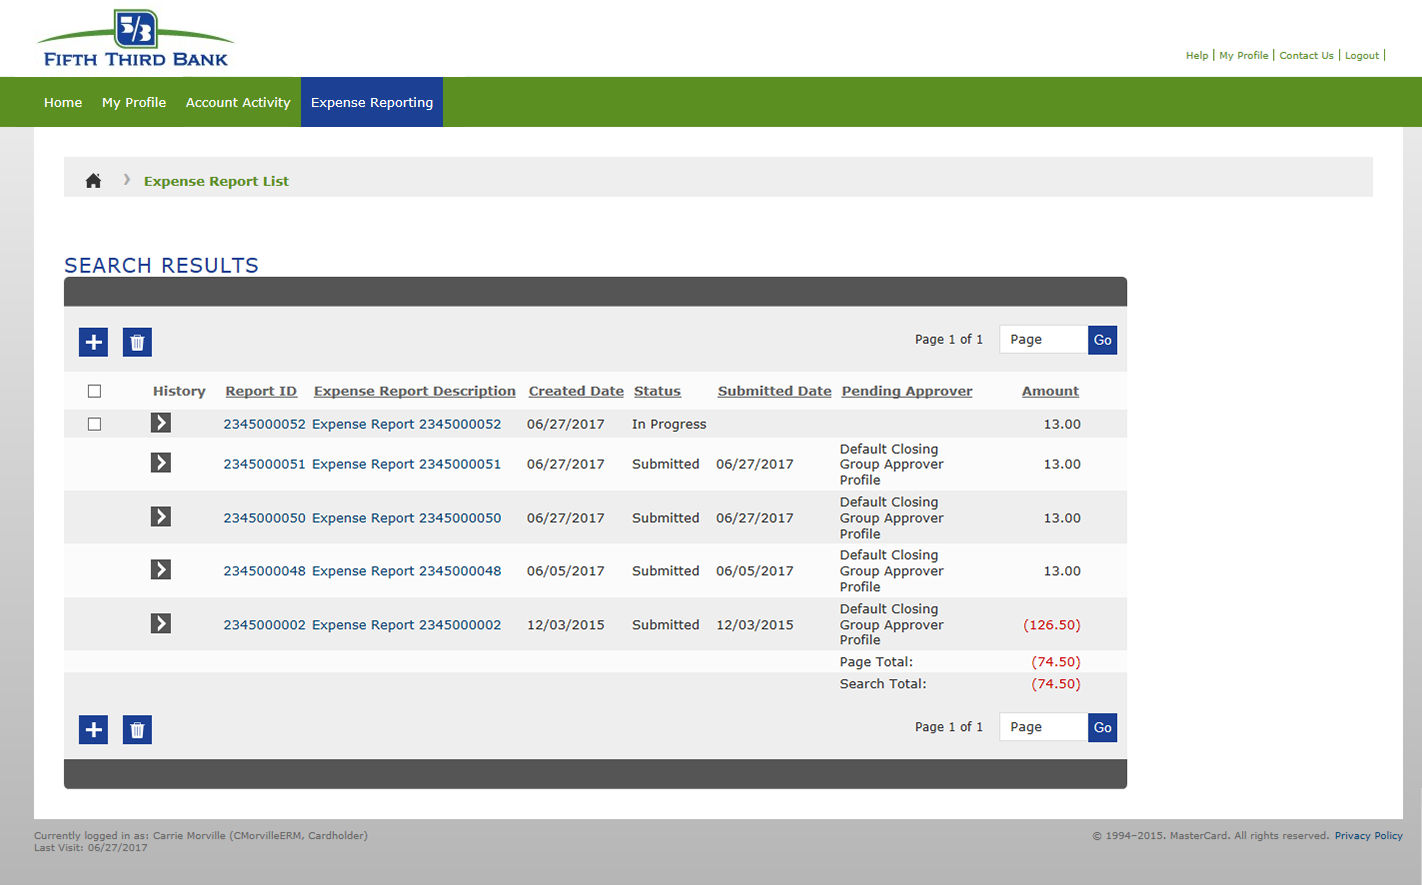 5/3
FIFTH THIRD BANK
Help | My Profile | Contact Us | Logout |
Home My Profile Account Activity Expense Reporting
Expense Report List
SEARCH RESULTS
Page 1 of 1 Page Go
History Report ID Expense Report Description Created Date Status Submitted Date Pending Approver Amount
2345000052 Expense Report 2345000052 06/27/2017 In Progress 13.00
2345000051 Expense Report 2345000051 06/27/2017 Submitted 06/27/2017 Default Closing Group Approver Profile 13.00
2345000050 Expense Report 2345000050 06/27/2017 Submitted 06/27/2017 Default Closing Group Approver Profile 13.00
2345000048 Expense Report 2345000048 06/05/2017 Submitted 06/05/2017 Default Closing Group Approver Profile 13.00
2345000002 Expense Report 2345000002 12/03/2015 Submitted 12/03/2015 Default Closing Group Approver Profile (126.50)
Page Total: (74.50)
Search Total: (74.50)
Page 1 of 1 Page Go
Currently logged in as: Carrie Morville (CMorvilleERM, Cardholder)
Last Visit: 06/27/2017
© 1994-2015. MasterCard. All rights reserved. Privacy Policy